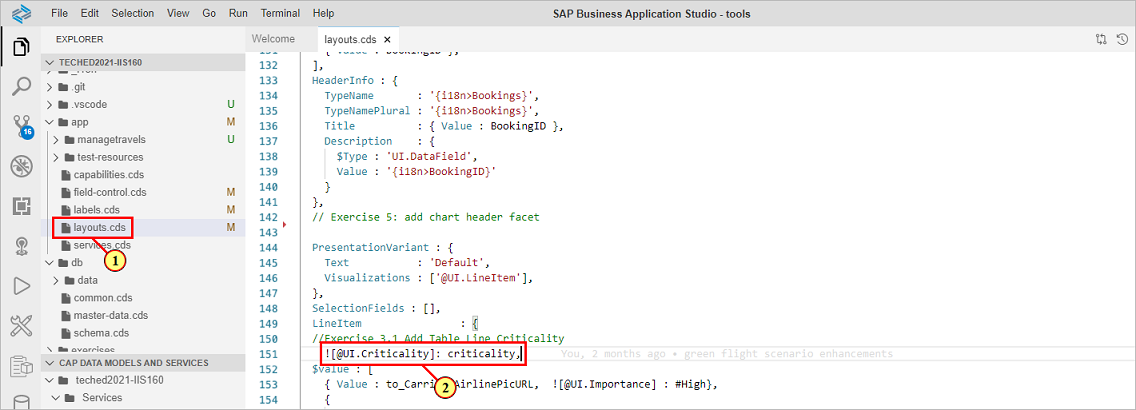 File Edit Selection View Go Run Terminal Help
SAP Business Application Studio - tools
EXPLORER
TECHED2021-IIS160
.git
.vscode U
app M
managetravels U
test-resources
capabilities.cds
field-control.cds M
labels.cds M
layouts.cds M
services.cds
db
data
common.cds
master-data.cds
schema.cds
CAP DATA MODELS AND SERVICES
teched2021-IIS160
Services
16
1
Welcome layouts.cds
132 ],
133 HeaderInfo : {
134 TypeName : '{i18n>Bookings}',
135 TypeNamePlural : '{i18n>Bookings}',
136 Title : { Value : BookingID },
137 Description : {
138 $Type : 'UI.DataField',
139 Value : '{i18n>BookingID}'
140 }
141 },
142 // Exercise 5: add chart header facet
143
144 PresentationVariant : {
145 Text : 'Default',
146 Visualizations : ['@UI.LineItem'],
147 },
148 SelectionFields : [],
149 LineItem : {
150 //Exercise 3.1 Add Table Line Criticality
151 ![@UI.Criticality]: criticality, You, 2 months ago • green flight scenario enhancements
152 $value : [
153 { Value : to_Carri AirlinePicURL, ![@UI.Importance] : #High},
154 {
2